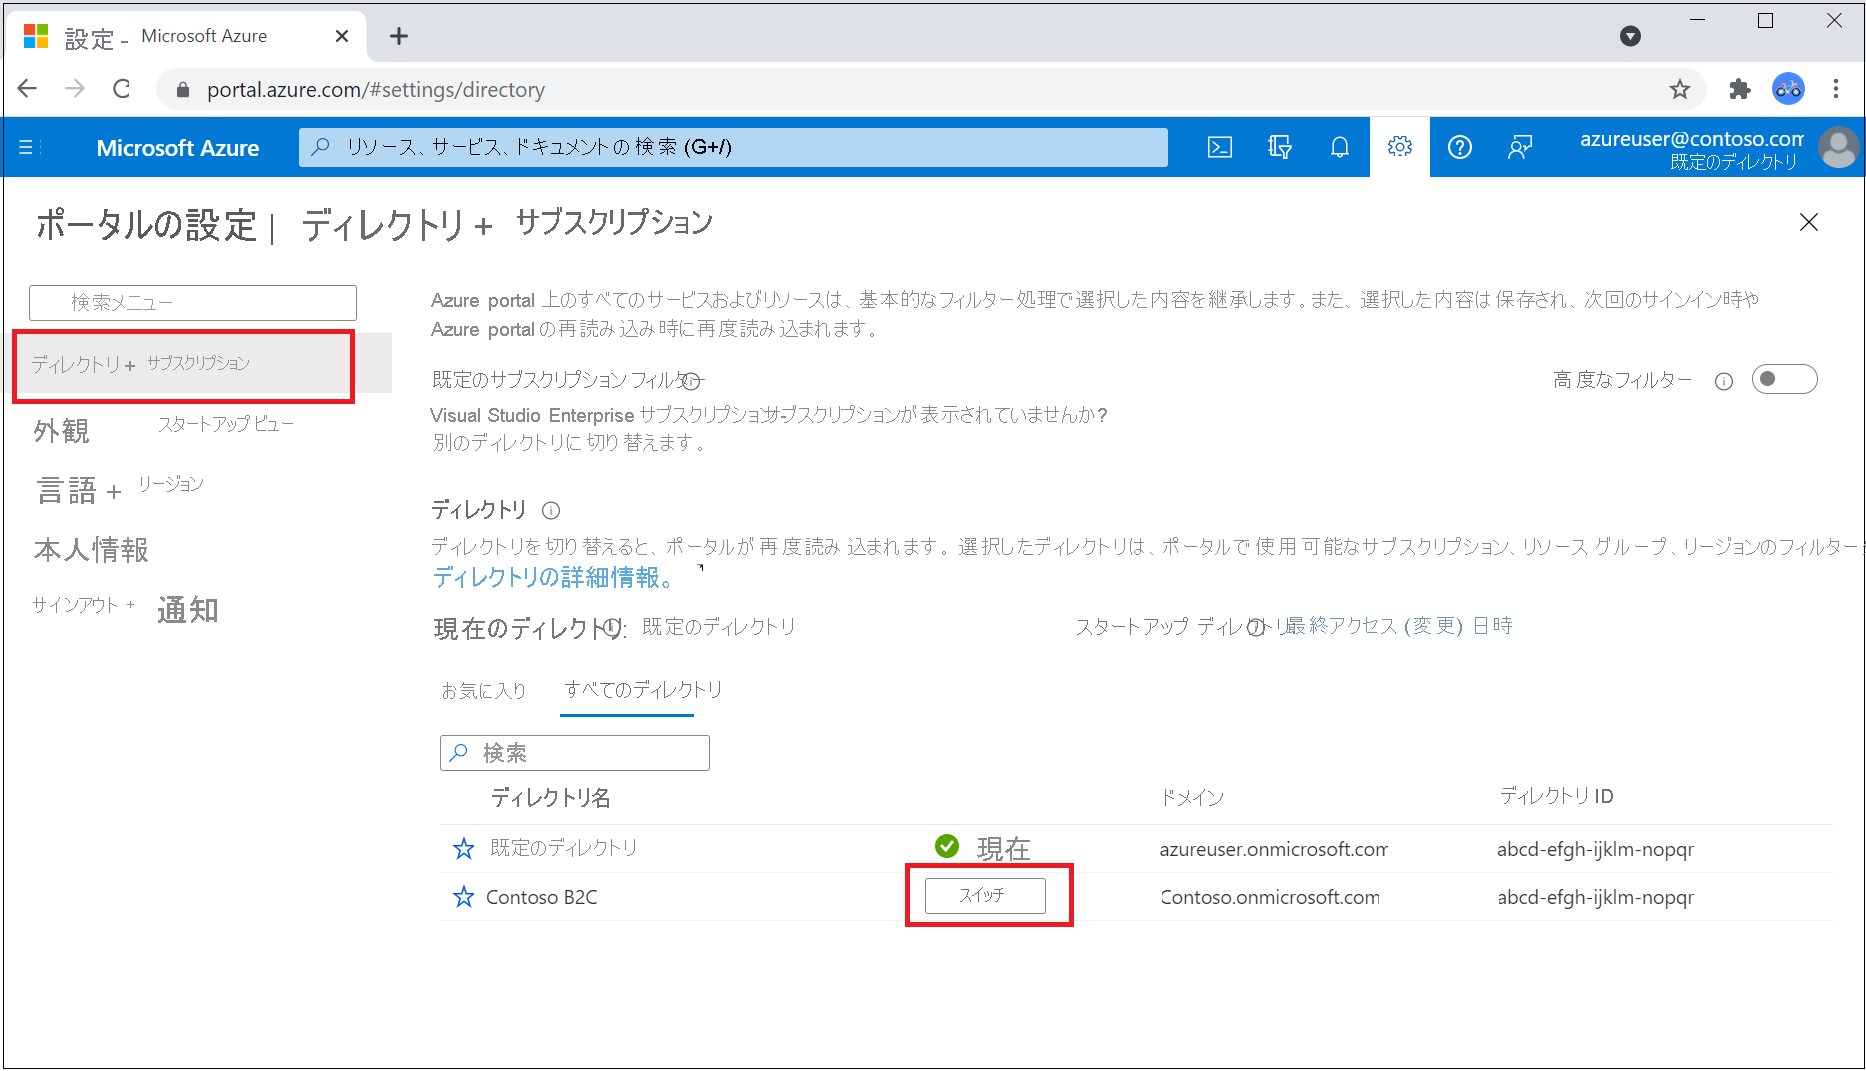 設定 - Microsoft Azure
portal.azure.com/#settings/directory
Microsoft Azure
リソース、サービス、ドキュメントの検索 (G+/)
azureuser@contoso.com
既定のディレクトリ
ポータルの設定 | ディレクトリ + サブスクリプション
検索メニュー
ディレクトリ + サブスクリプション
外観 スタートアップ ビュー
言語 + リージョン
本人情報
サインアウト + 通知
Azure portal 上のすべてのサービスおよびリソースは、基本的なフィルター処理で選択した内容を継承します。また、選択した内容は保存され、次回のサインイン時や
Azure portal の再読み込み時に再度読み込まれます。
既定のサブスクリプション フィルター
高度なフィルター
Visual Studio Enterprise サブスクリプションサブスクリプションが表示されていませんか?
別のディレクトリに切り替えます。
ディレクトリ
ディレクトリを切り替えると、ポータルが再度読み込まれます。選択したディレクトリは、ポータルで使用可能なサブスクリプション、リソース グループ、リージョンのフィルター
ディレクトリの詳細情報。
現在のディレクトリ: 既定のディレクトリ
スタートアップ ディレクトリ 最終アクセス (変更) 日時
お気に入り すべてのディレクトリ
検索
ディレクトリ名 ドメイン ディレクトリ ID
既定のディレクトリ 現在 azureuser.onmicrosoft.com abcd-efgh-ijklm-nopqr
Contoso B2C スイッチ Contoso.onmicrosoft.com abcd-efgh-ijklm-nopqr